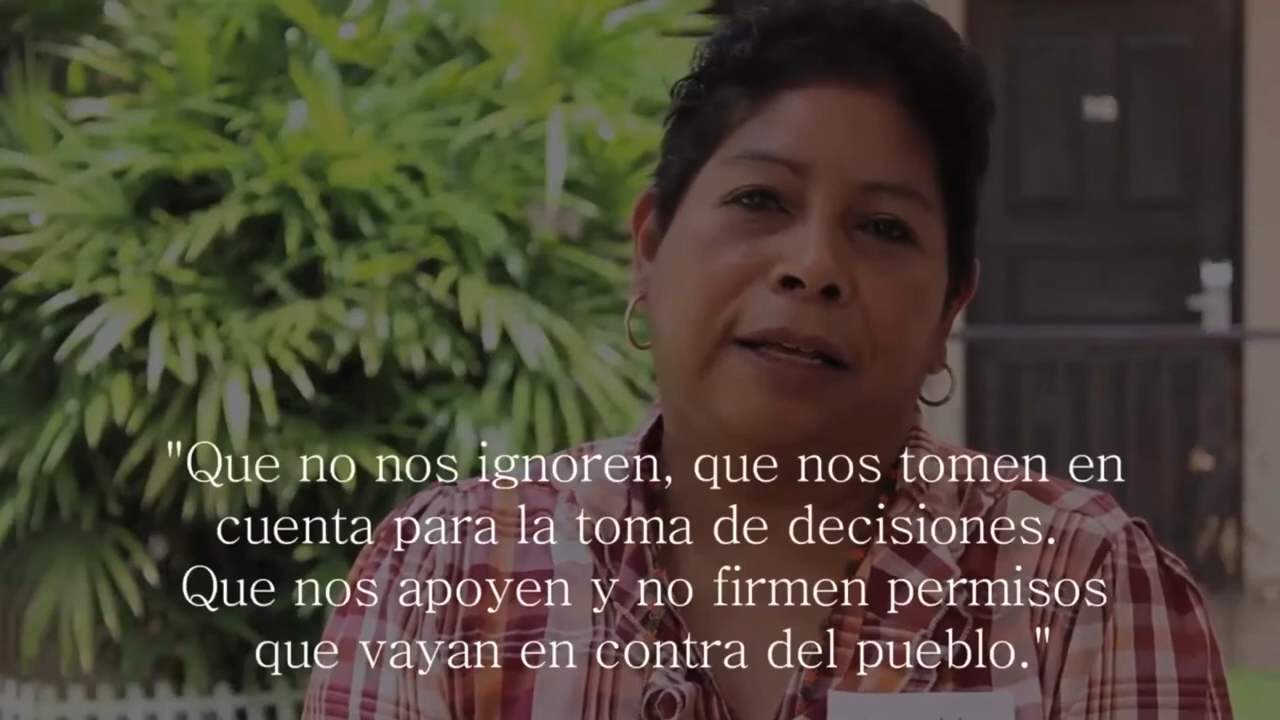 "Que no nos ignoren, que nos tomen en
cuenta para la toma de decisiones.
Que nos apoyen y no firmen permisos
que vayan en contra del pueblo."